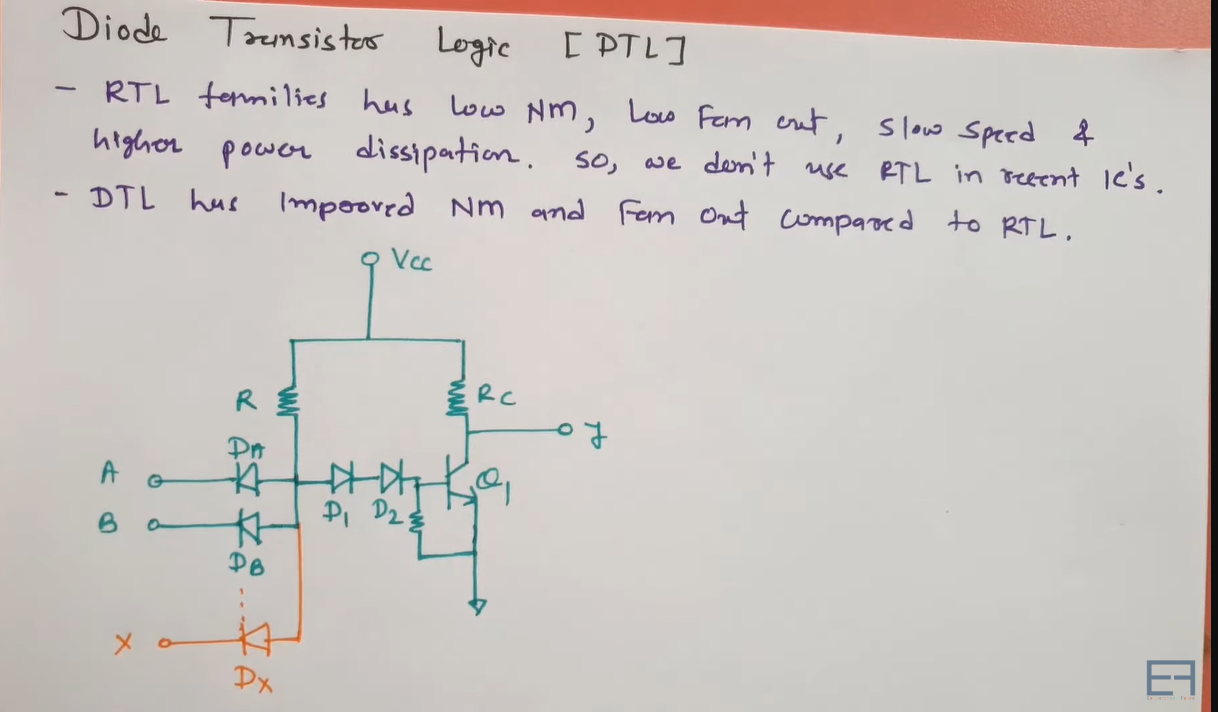 Diode Transistor Logic [DTL]
- RTL families has low NM, Low Fan out, slow speed &
higher power dissipation. so, we don't use RTL in recent IC's.
- DTL has Improved NM and Fan Out compared to RTL.
Vcc
R
RC
Y
DA
A
Q1
B
D1 D2
DB
X
DX